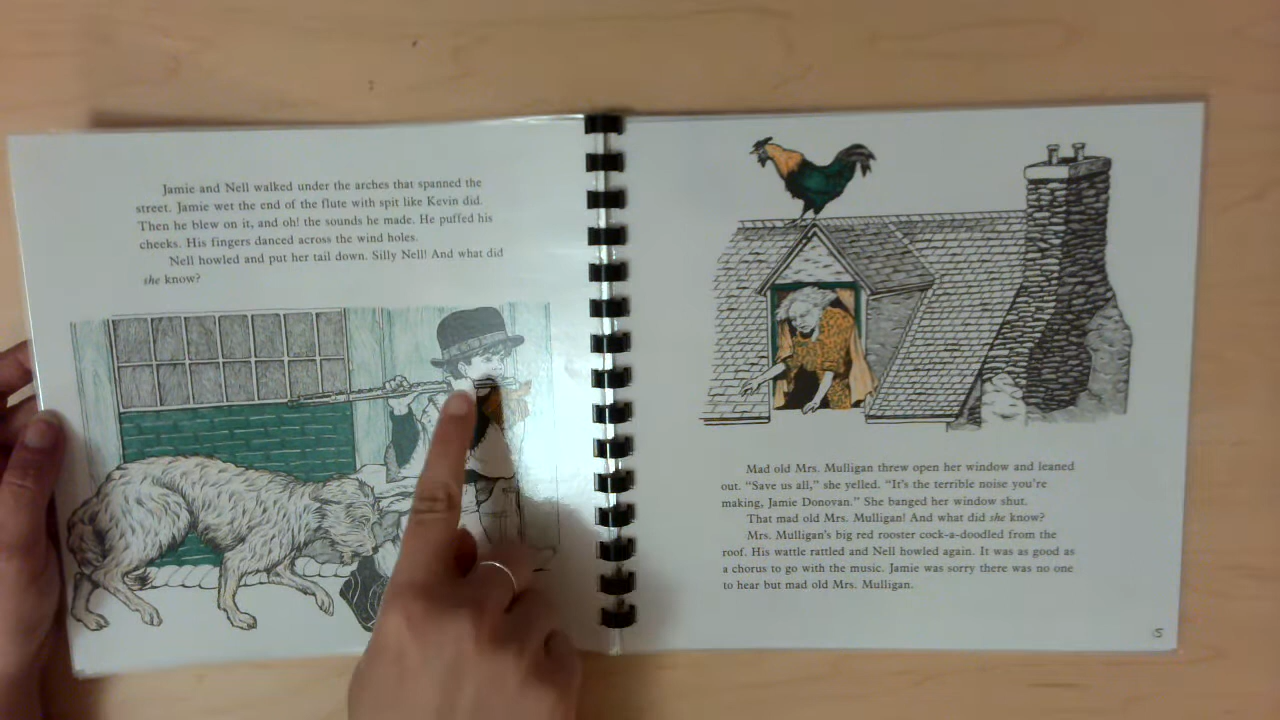 Jamie and Nell walked under the arches that spanned the
street. Jamie wet the end of the flute with spit like Kevin did.
Then he blew on it, and oh! the sounds he made. He puffed his
cheeks. His fingers danced across the wind holes.
Nell howled and put her tail down. Silly Nell! And what did
she know?
Mad old Mrs. Mulligan threw open her window and leaned
out. “Save us all,” she yelled. “It’s the terrible noise you’re
making, Jamie Donovan.” She banged her window shut.
That mad old Mrs. Mulligan! And what did she know?
Mrs. Mulligan’s big red rooster cock-a-doodled from the
roof. His wattle rattled and Nell howled again. It was as good as
a chorus to go with the music. Jamie was sorry there was no one
to hear but mad old Mrs. Mulligan.
5